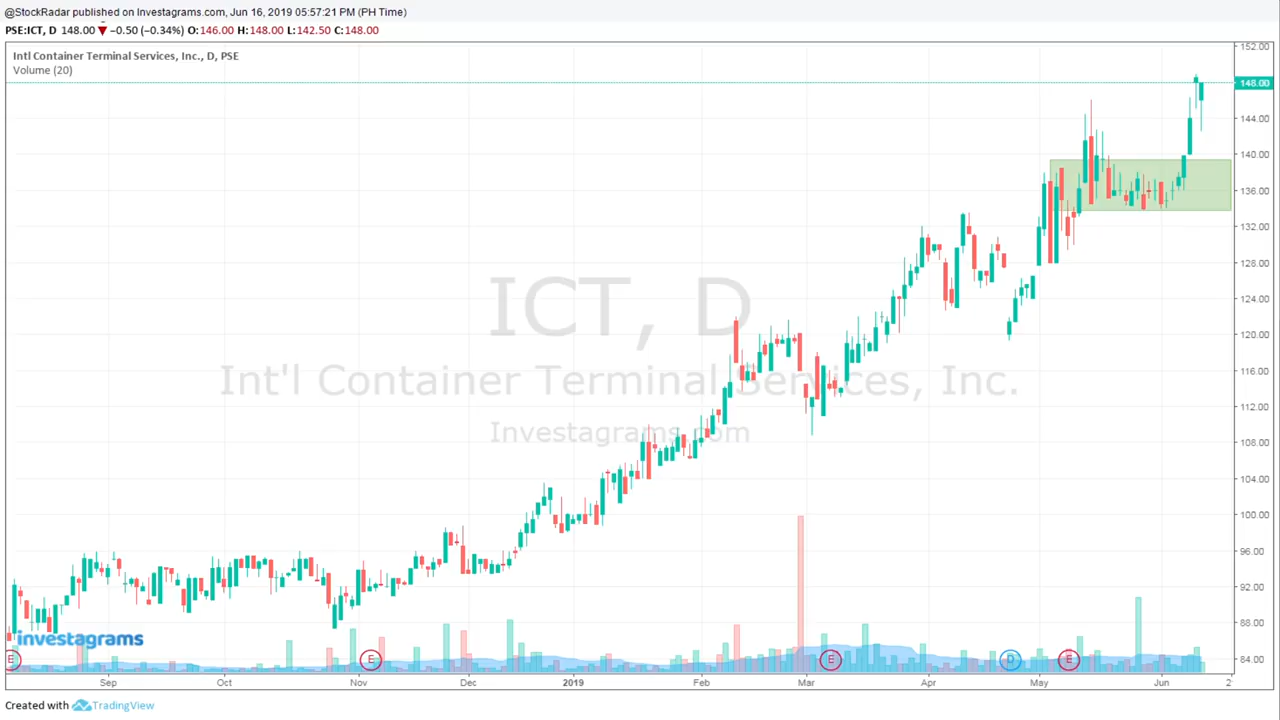 @StockRadar published on Investagrams.com, Jun 16, 2019 05:57:21 PM (PH Time)
PSE:ICT, D 148.00 ▼ −0.50 (−0.34%) O:146.00 H:148.00 L:142.50 C:148.00
Intl Container Terminal Services, Inc., D, PSE
Volume (20)
152.00
148.00
144.00
140.00
136.00
132.00
128.00
124.00
120.00
116.00
112.00
108.00
104.00
100.00
96.00
92.00
88.00
84.00
ICT, D
Int'l Container Terminal Services, Inc.
Investagrams.com
investagrams
E E E D E
Sep Oct Nov Dec 2019 Feb Mar Apr May Jun 2
Created with TradingView